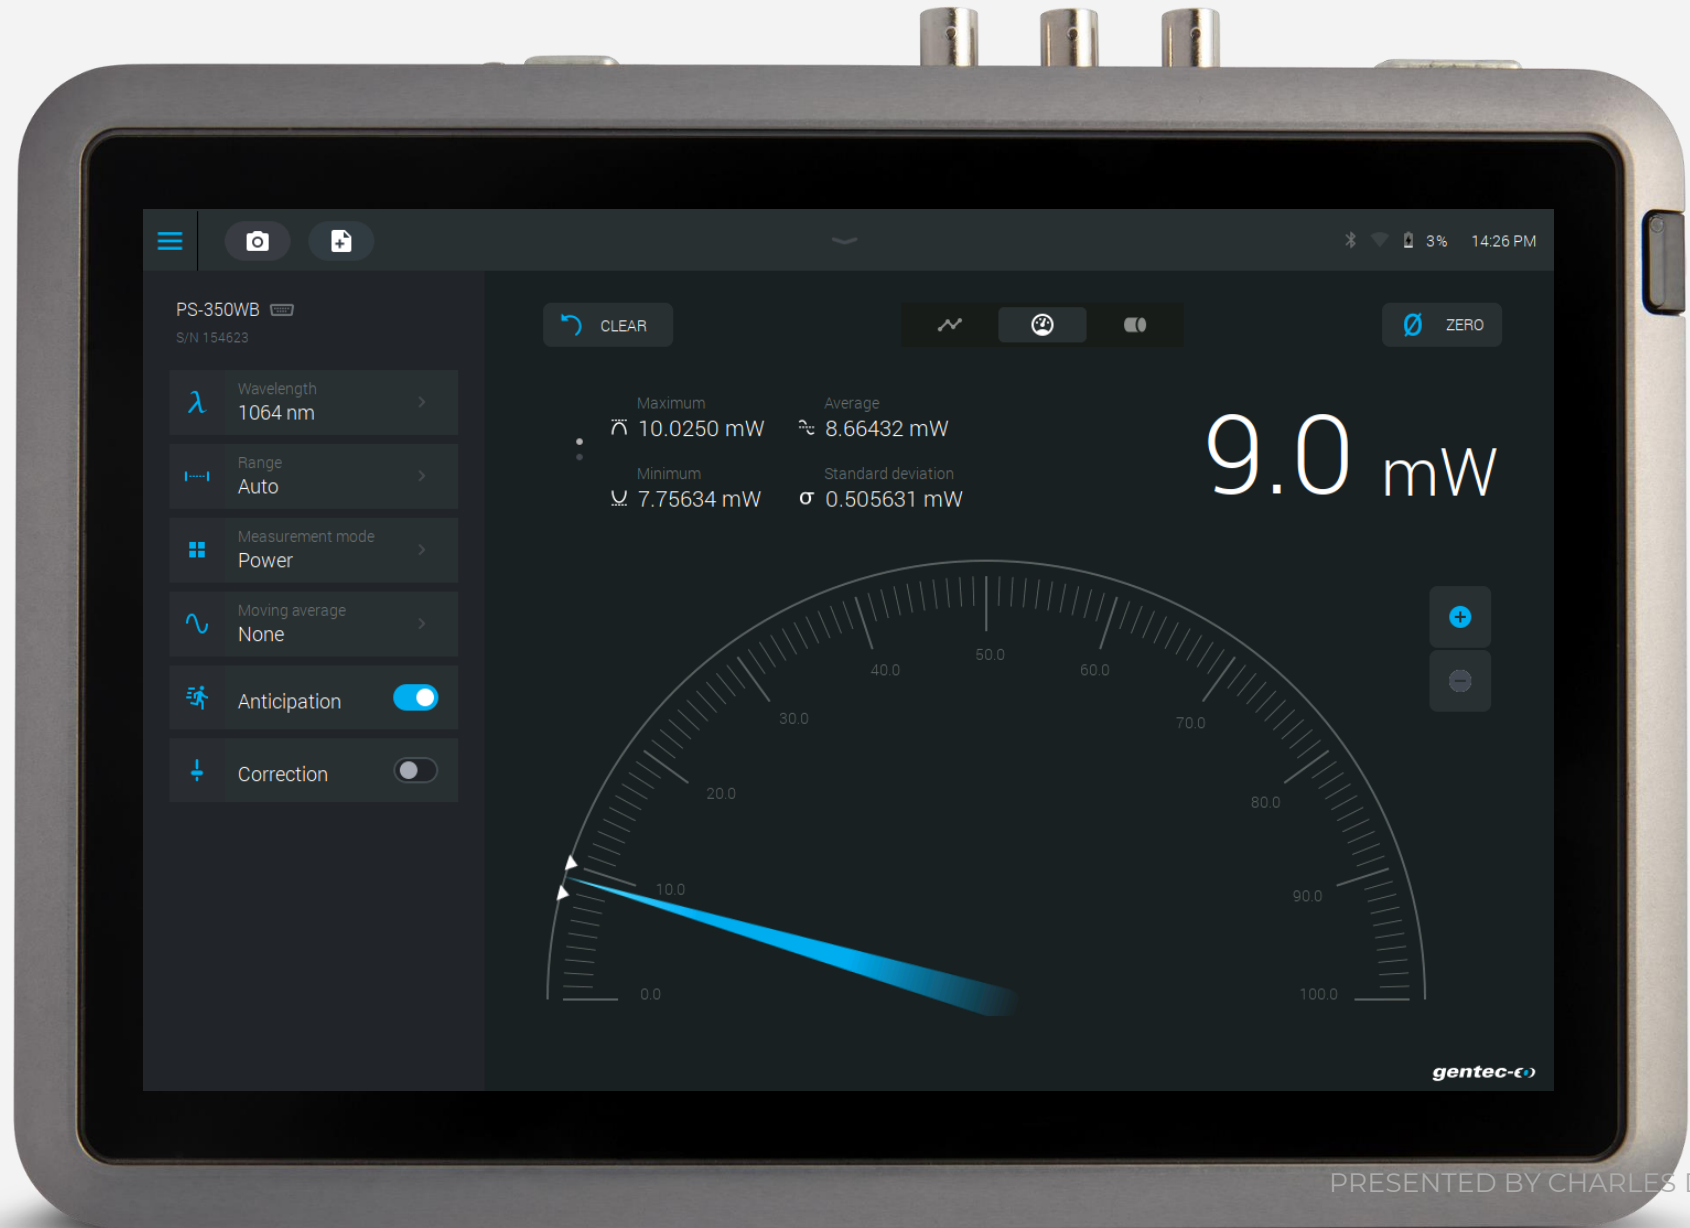 3% 14:26 PM
PS-350WB
S/N 154623
CLEAR
ZERO
λ Wavelength
1064 nm
Range
Auto
Measurement mode
Power
Moving average
None
Anticipation
Correction
Maximum
10.0250 mW
Average
8.66432 mW
Minimum
7.75634 mW
Standard deviation
σ 0.505631 mW
9.0 mW
0.0
10.0
20.0
30.0
40.0
50.0
60.0
70.0
80.0
90.0
100.0
gentec-eo
PRESENTED BY CHARLES D